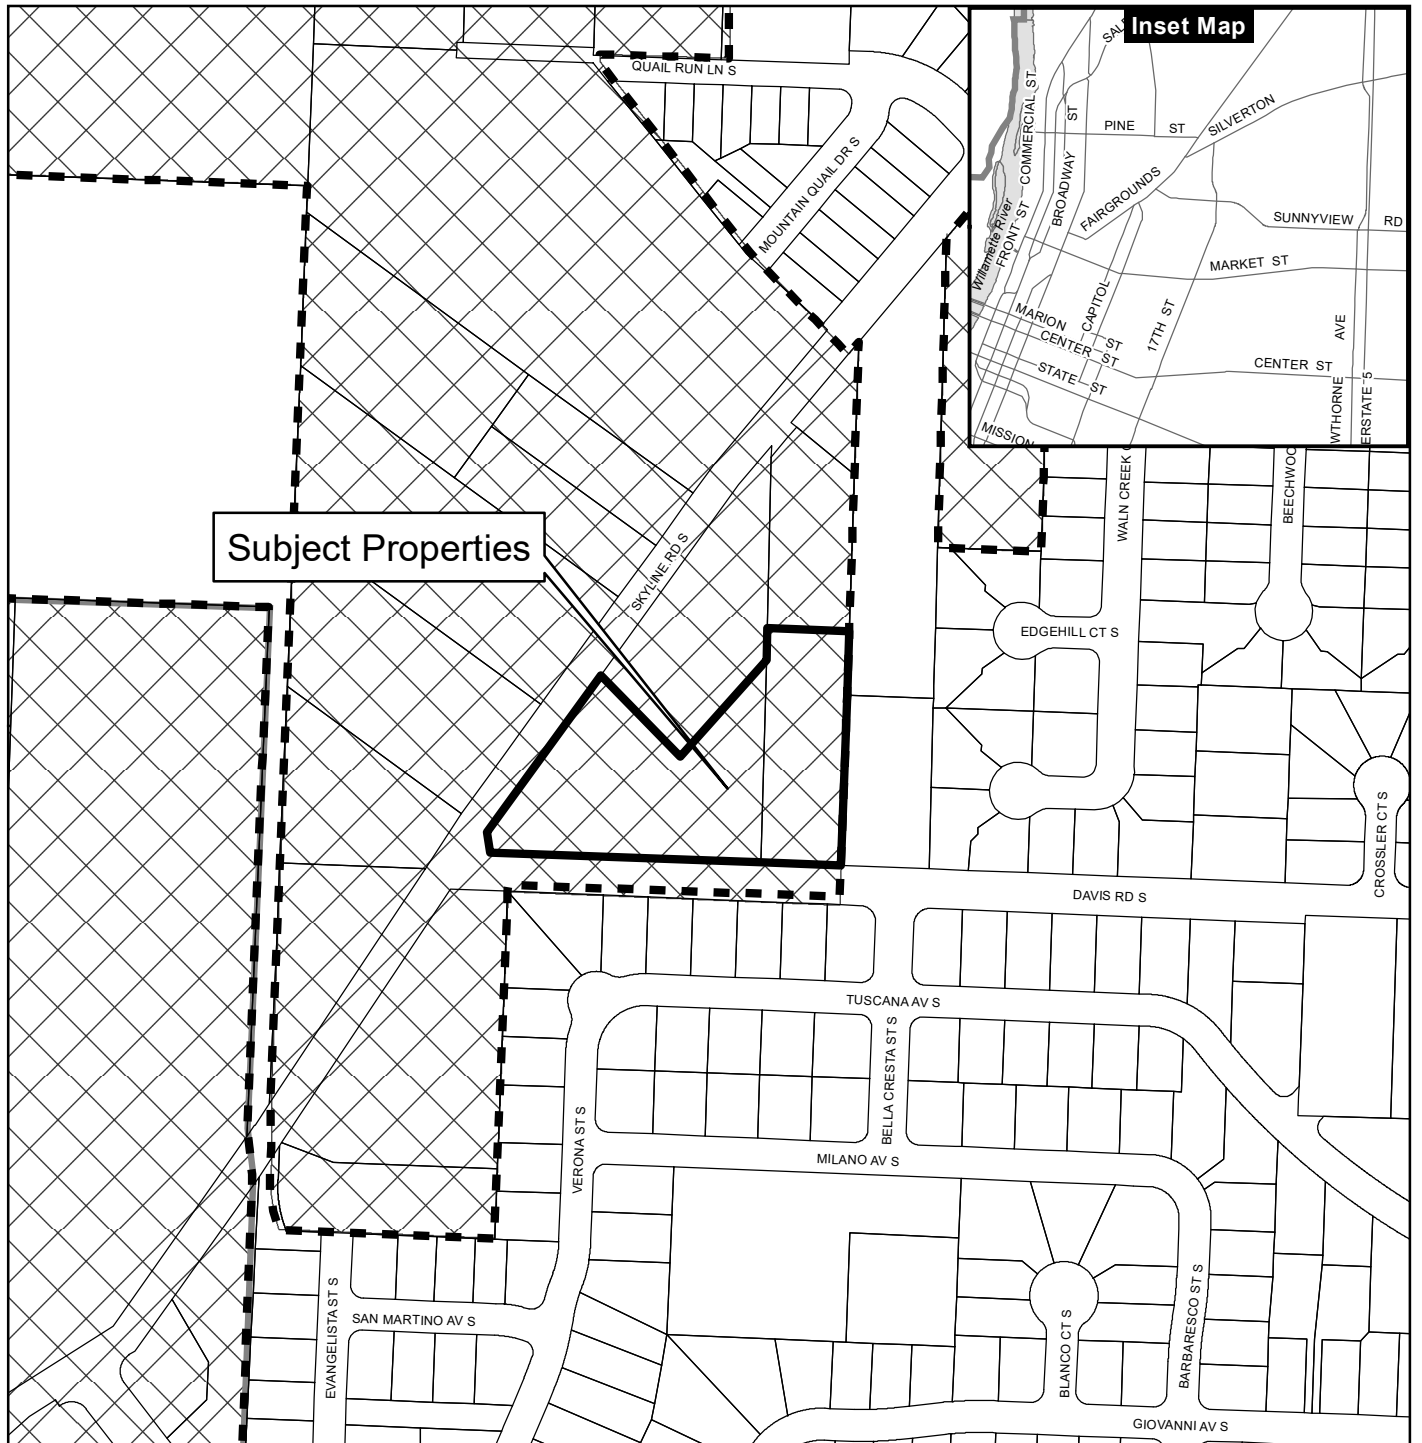 Inset Map
SAL
COMMERCIAL ST
ST
PINE ST
SILVERTON
BROADWAY
FAIRGROUNDS
FRONT ST
Willamette River
SUNNYVIEW RD
MARKET ST
CAPITOL
17TH ST
MARION ST
CENTER ST
AVE
CENTER ST
STATE ST
WTHORNE
ERSTATE 5
MISSION
QUAIL RUN LN S
MOUNTAIN QUAIL DR S
Subject Properties
SKYLINE RD S
WALN CREEK
BEECHWOO
EDGEHILL CT S
CROSSLER CT S
DAVIS RD S
TUSCANA AV S
BELLA CRESTA ST S
VERONA ST S
MILANO AV S
EVANGELISTA ST S
SAN MARTINO AV S
BLANCO CT S
BARBARESCO ST S
GIOVANNI AV S